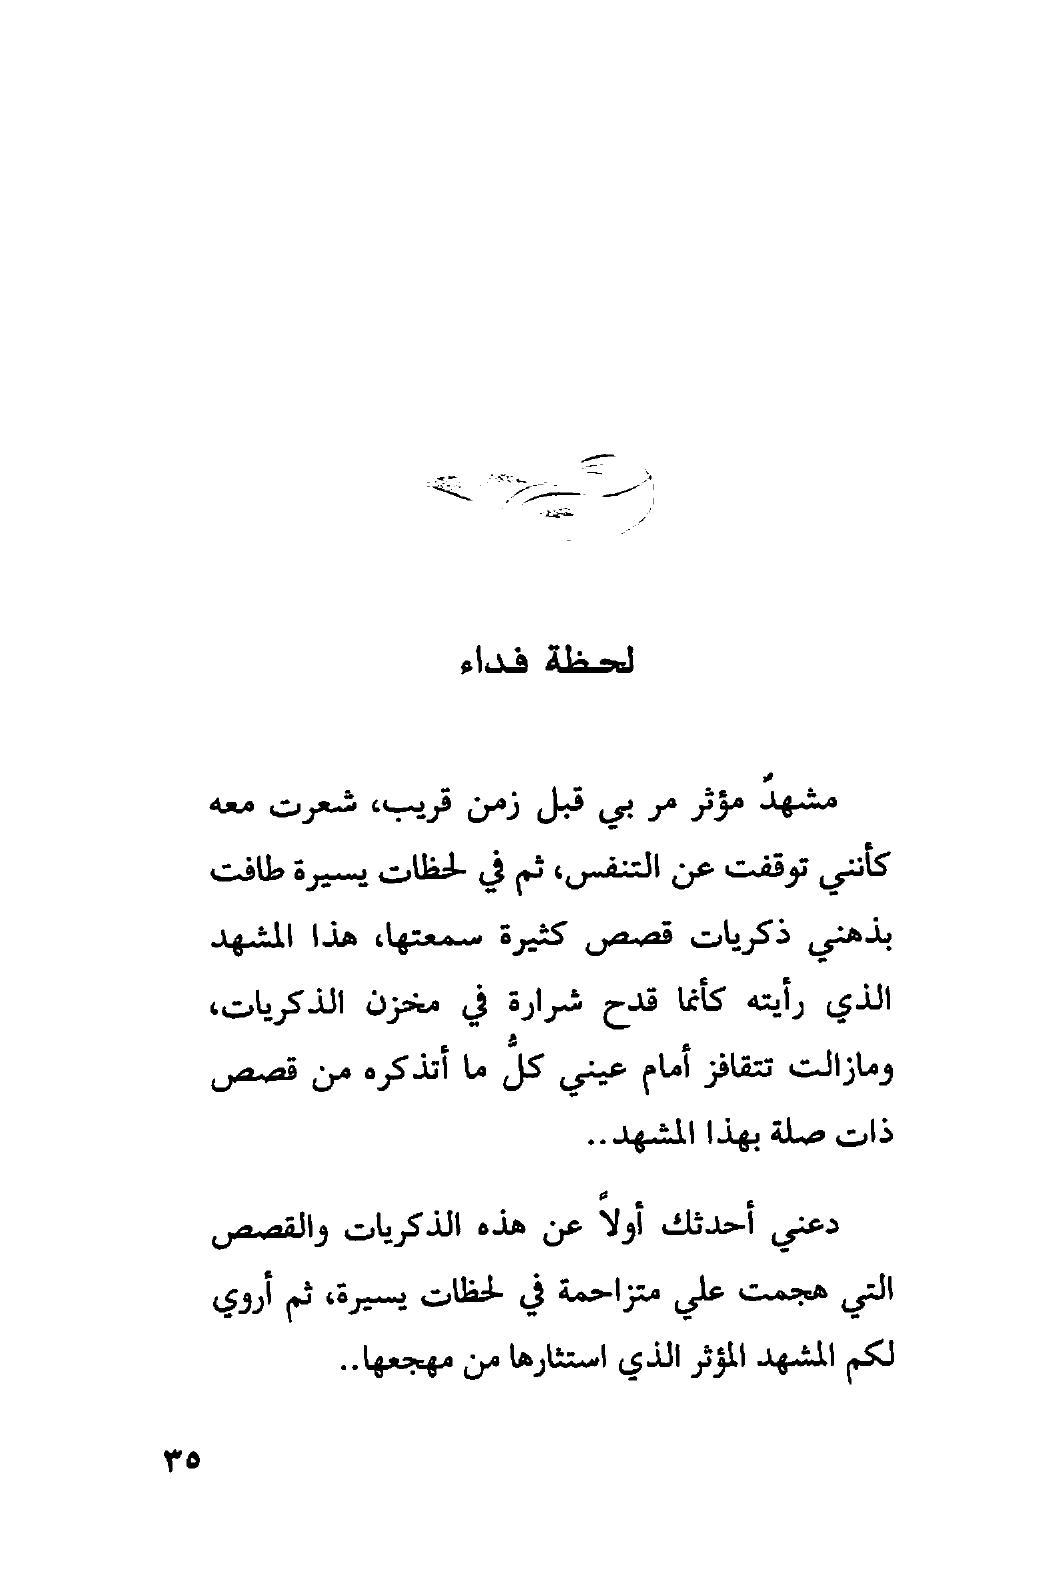 لحظة فداء
مشهدٌ مؤثر مر بي قبل زمن قريب، شعرت معه
كأنني توقفت عن التنفس، ثم في لحظات يسيرة طافت
بذهني ذكريات قصص كثيرة سمعتها، هذا المشهد
الذي رأيته كأنما قدح شرارة في مخزن الذكريات،
ومازالت تتقافز أمام عيني كلُّ ما أتذكره من قصص
ذات صلة بهذا المشهد..
دعني أحدثك أولاً عن هذه الذكريات والقصص
التي هجمت علي متزاحمة في لحظات يسيرة، ثم أروي
لكم المشهد المؤثر الذي استثارها من مهجعها..
٣٥